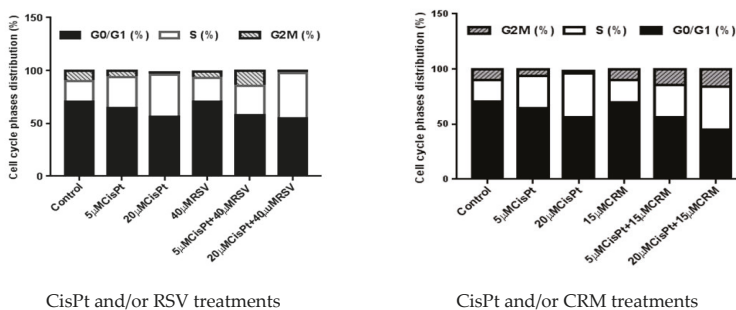 150
G0/G1 (%) S (%) G2M (%)
100
50
0
Cell cycle phases distribution (%)
Control
5μMCisPt
20μMCisPt
40μMRSV
5μMCisPt+40μMRSV
20μMCisPt+40μMRSV
CisPt and/or RSV treatments
150
G2M (%) S (%) G0/G1 (%)
100
50
0
Cell cycle phases distribution (%)
Control
5μMCisPt
20μMCisPt
15μMCRM
5μMCisPt+15μMCRM
20μMCisPt+15μMCRM
CisPt and/or CRM treatments